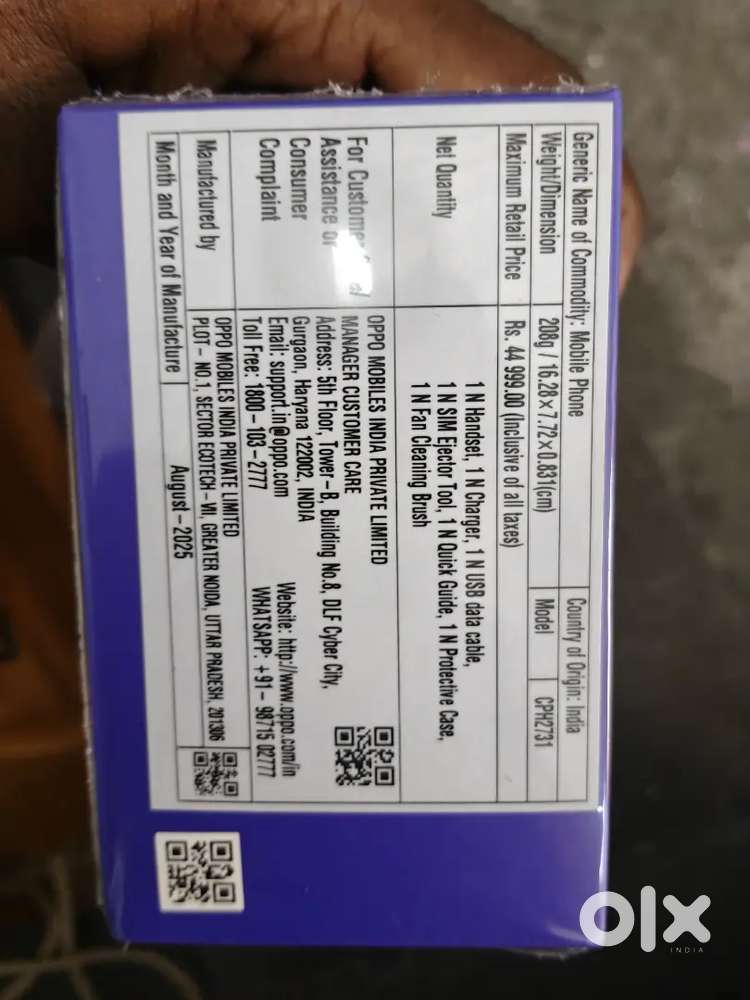 Generic Name of Commodity: Mobile Phone
Country of Origin: India
Weight/Dimension
208g / 16.28×7.72×0.831(cm)
Model
CPH2731
Maximum Retail Price
Rs. 44 999.00 (Inclusive of all taxes)
Net Quantity
1 N Handset, 1 N Charger, 1 N USB data cable,
1 N SIM Ejector Tool, 1 N Quick Guide, 1 N Protective Case,
1 N Fan Cleaning Brush
For Customer
Assistance or
Consumer
Complaint
OPPO MOBILES INDIA PRIVATE LIMITED
MANAGER CUSTOMER CARE
Address: 5th Floor, Tower-B, Building No.8, DLF Cyber City,
Gurgaon, Haryana 122002, INDIA
Email: support.in@oppo.com Website: http://www.oppo.com/in
Toll Free: 1800-103-2777 WHATSAPP: +91-98715 02777
Manufactured by
OPPO MOBILES INDIA PRIVATE LIMITED
PLOT-NO.1, SECTOR ECOTECH-VII, GREATER NOIDA, UTTAR PRADESH, 201306
Month and Year of Manufacture
August-2025
olx
INDIA